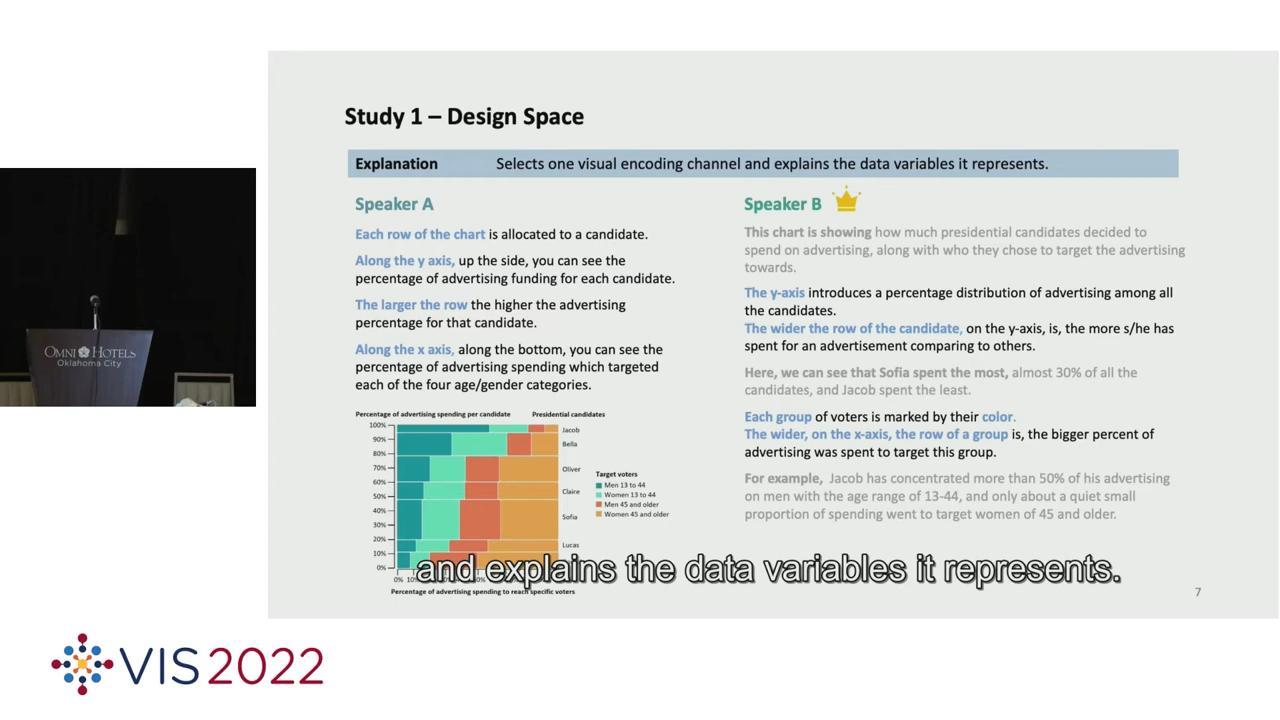 Study 1 – Design Space
Explanation Selects one visual encoding channel and explains the data variables it represents.
Speaker A
Each row of the chart is allocated to a candidate.
Along the y axis, up the side, you can see the
percentage of advertising funding for each candidate.
The larger the row the higher the advertising
percentage for that candidate.
Along the x axis, along the bottom, you can see the
percentage of advertising spending which targeted
each of the four age/gender categories.
Percentage of advertising spending per candidate
Presidential candidates
100%
90%
80%
70%
60%
50%
40%
30%
20%
10%
0%
Jacob
Bella
Oliver
Claire
Sofia
Lucas
Target voters
Men 13 to 44
Women 13 to 44
Men 45 and older
Women 45 and older
0%
Percentage of advertising spending to reach specific voters
Speaker B
This chart is showing how much presidential candidates decided to
spend on advertising, along with who they chose to target the advertising
towards.
The y-axis introduces a percentage distribution of advertising among all
the candidates.
The wider the row of the candidate, on the y-axis, is, the more s/he has
spent for an advertisement comparing to others.
Here, we can see that Sofia spent the most, almost 30% of all the
candidates, and Jacob spent the least.
Each group of voters is marked by their color.
The wider, on the x-axis, the row of a group is, the bigger percent of
advertising was spent to target this group.
For example, Jacob has concentrated more than 50% of his advertising
on men with the age range of 13-44, and only about a quiet small
proportion of spending went to target women of 45 and older.
and explains the data variables it represents.
7
OMNI HOTELS
Oklahoma City
VIS2022